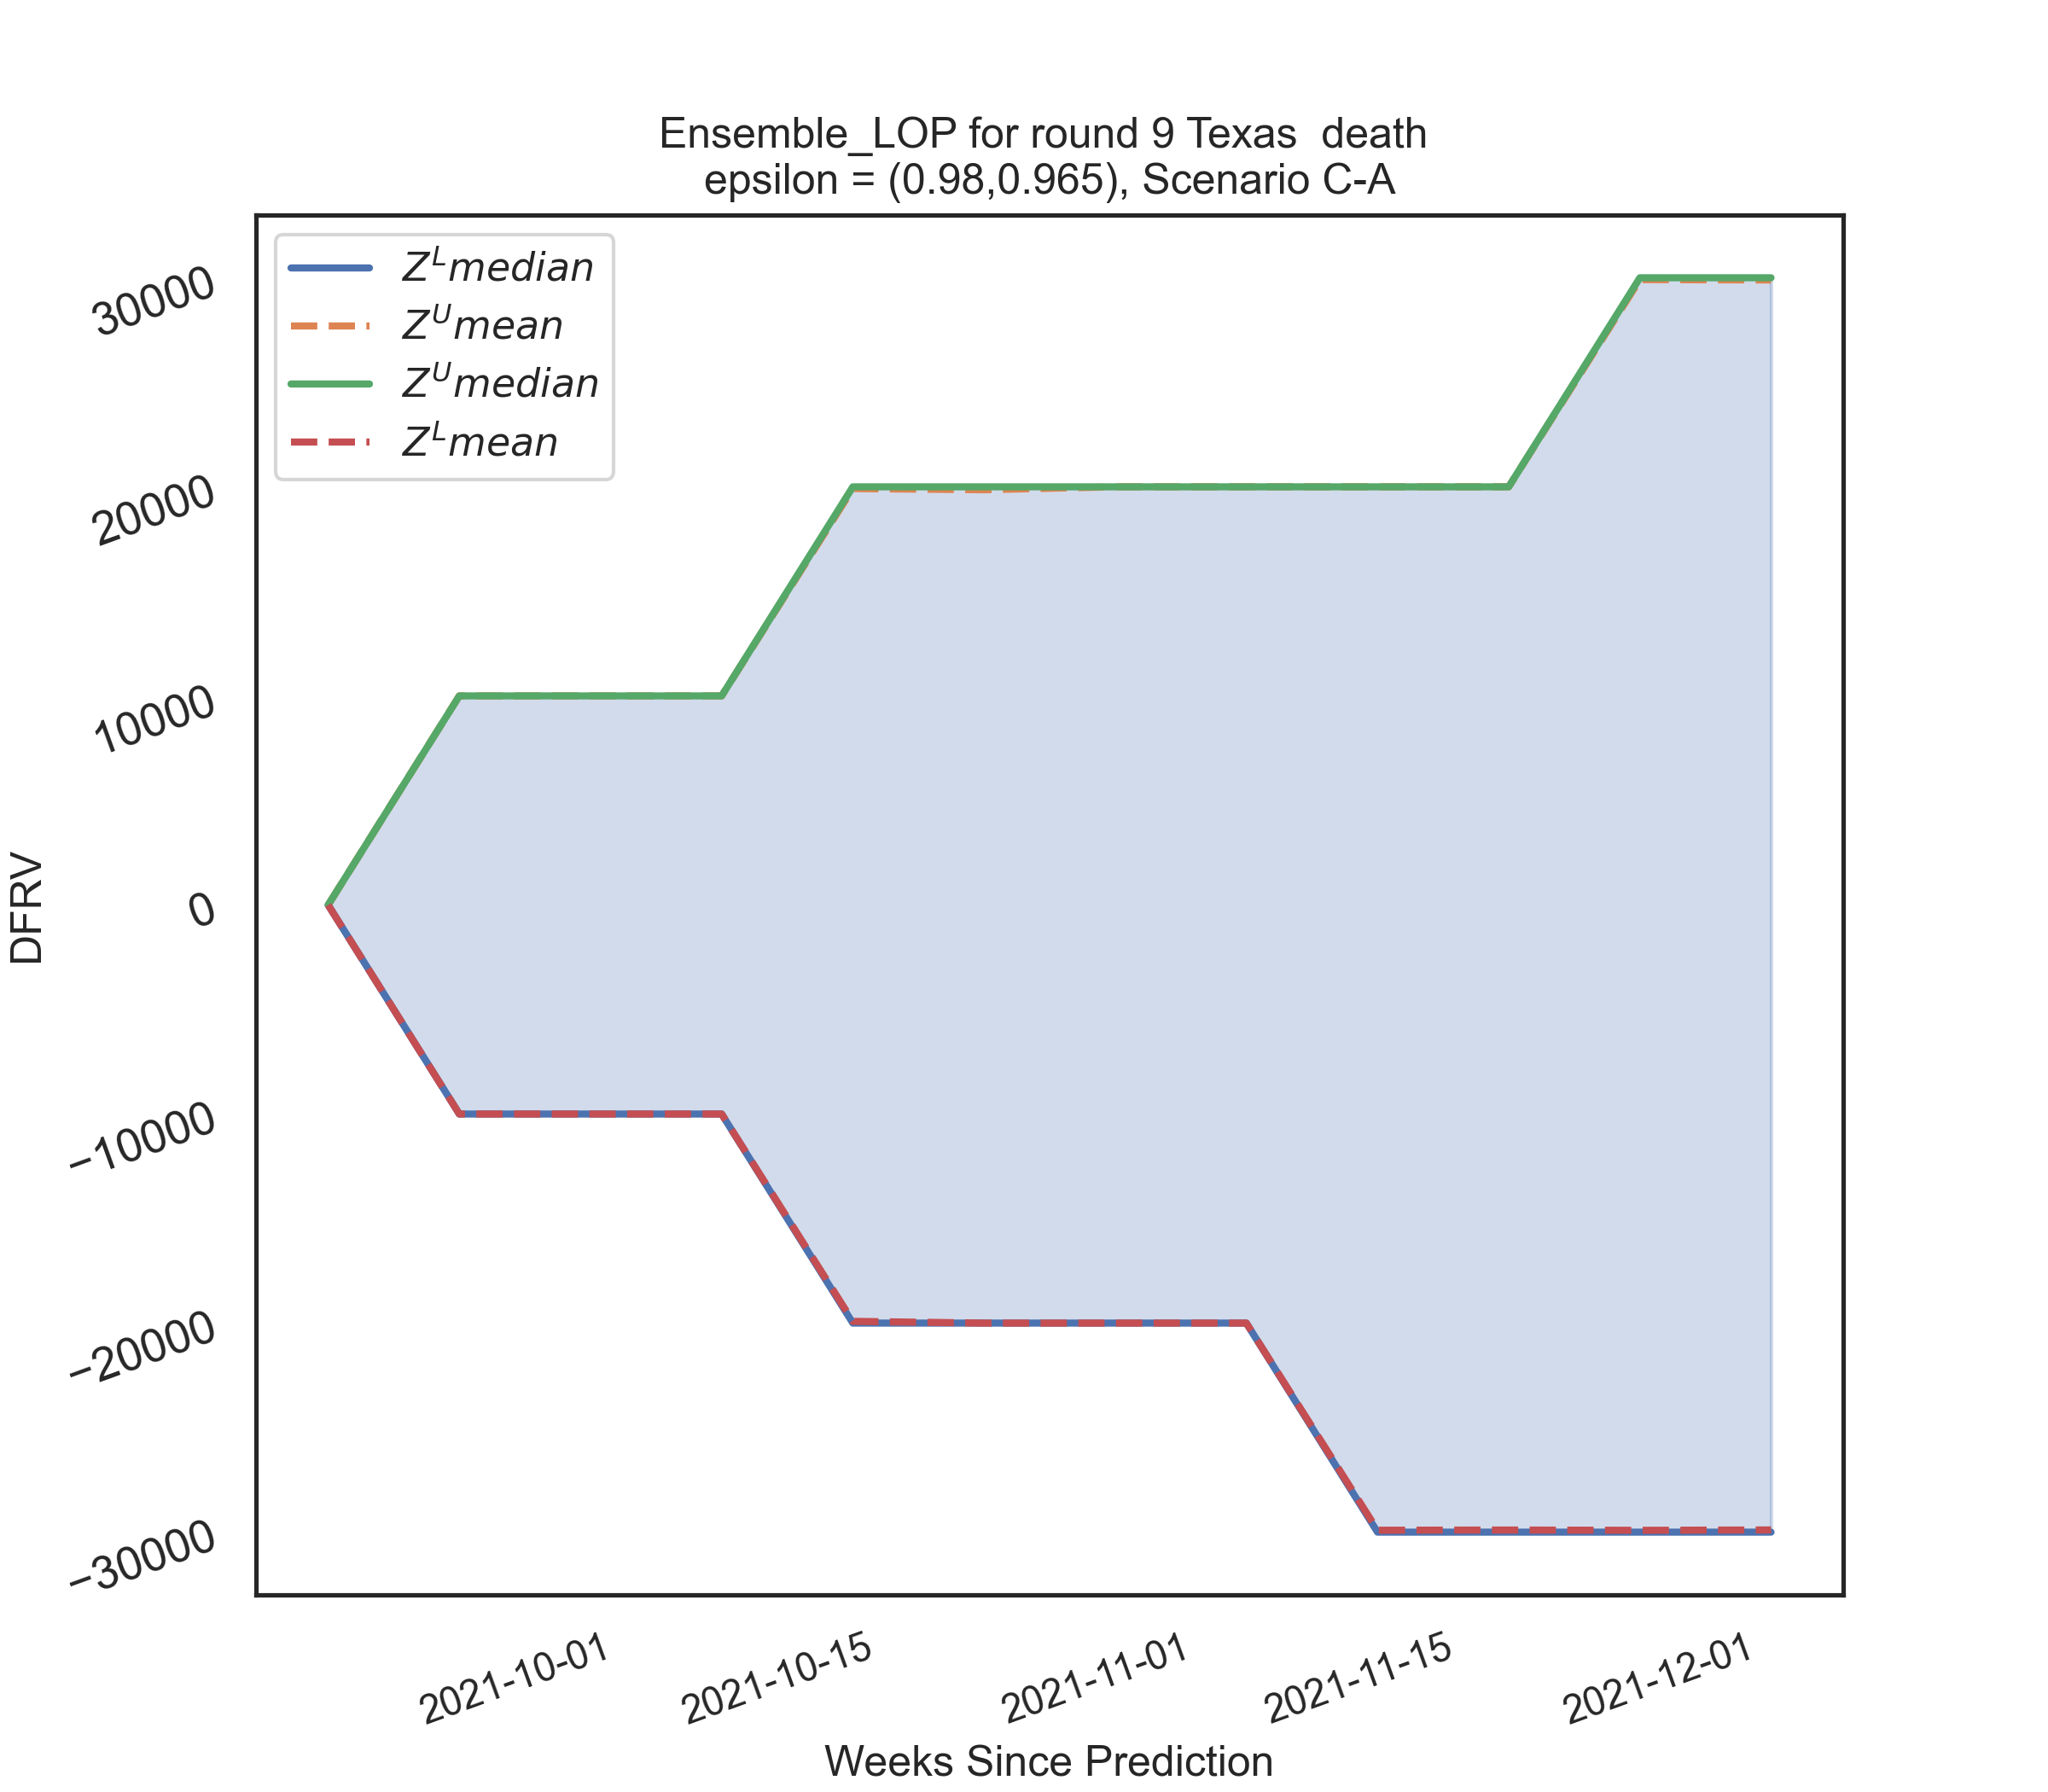 Ensemble_LOP for round 9 Texas  death
epsilon = (0.98,0.965), Scenario C-A
Z^L median
Z^U mean
Z^U median
Z^L mean
30000
20000
10000
0
−10000
−20000
−30000
DFRV
2021-10-01
2021-10-15
2021-11-01
2021-11-15
2021-12-01
Weeks Since Prediction